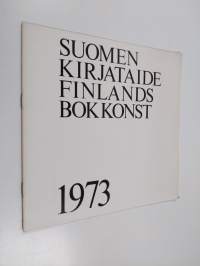 SUOMEN
KIRJATAIDE
FINLANDS
BOKKONST
1973